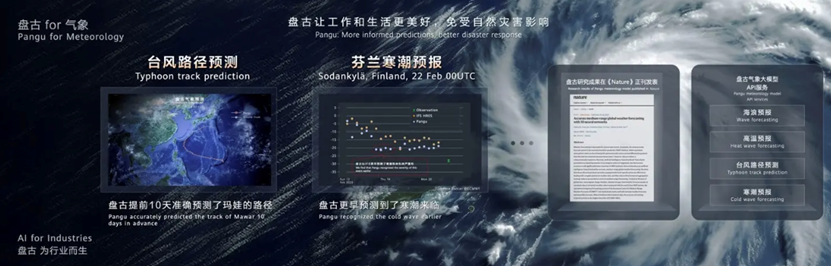 盘古 for 气象
Pangu for Meteorology
盘古让工作和生活更美好，免受自然灾害影响
Pangu: More informed predictions, better disaster response
台风路径预测
Typhoon track prediction
盘古提前10天准确预测了玛娃的路径
Pangu accurately predicted the track of Mawar 10
days in advance
芬兰寒潮预报
Sodankylä, Finland, 22 Feb 00UTC
Observation
IFS HRES
Pangu
盘古更早预测到了寒潮来临
Pangu recognized the cold wave earlier
盘古研究成果在《Nature》正刊发表
nature
盘古气象大模型
API服务
Pangu meteorology model
API services
海浪预报
Wave forecasting
高温预报
Heat wave forecasting
台风路径预测
Typhoon track prediction
寒潮预报
Cold wave forecasting
AI for Industries
盘古 为行业而生